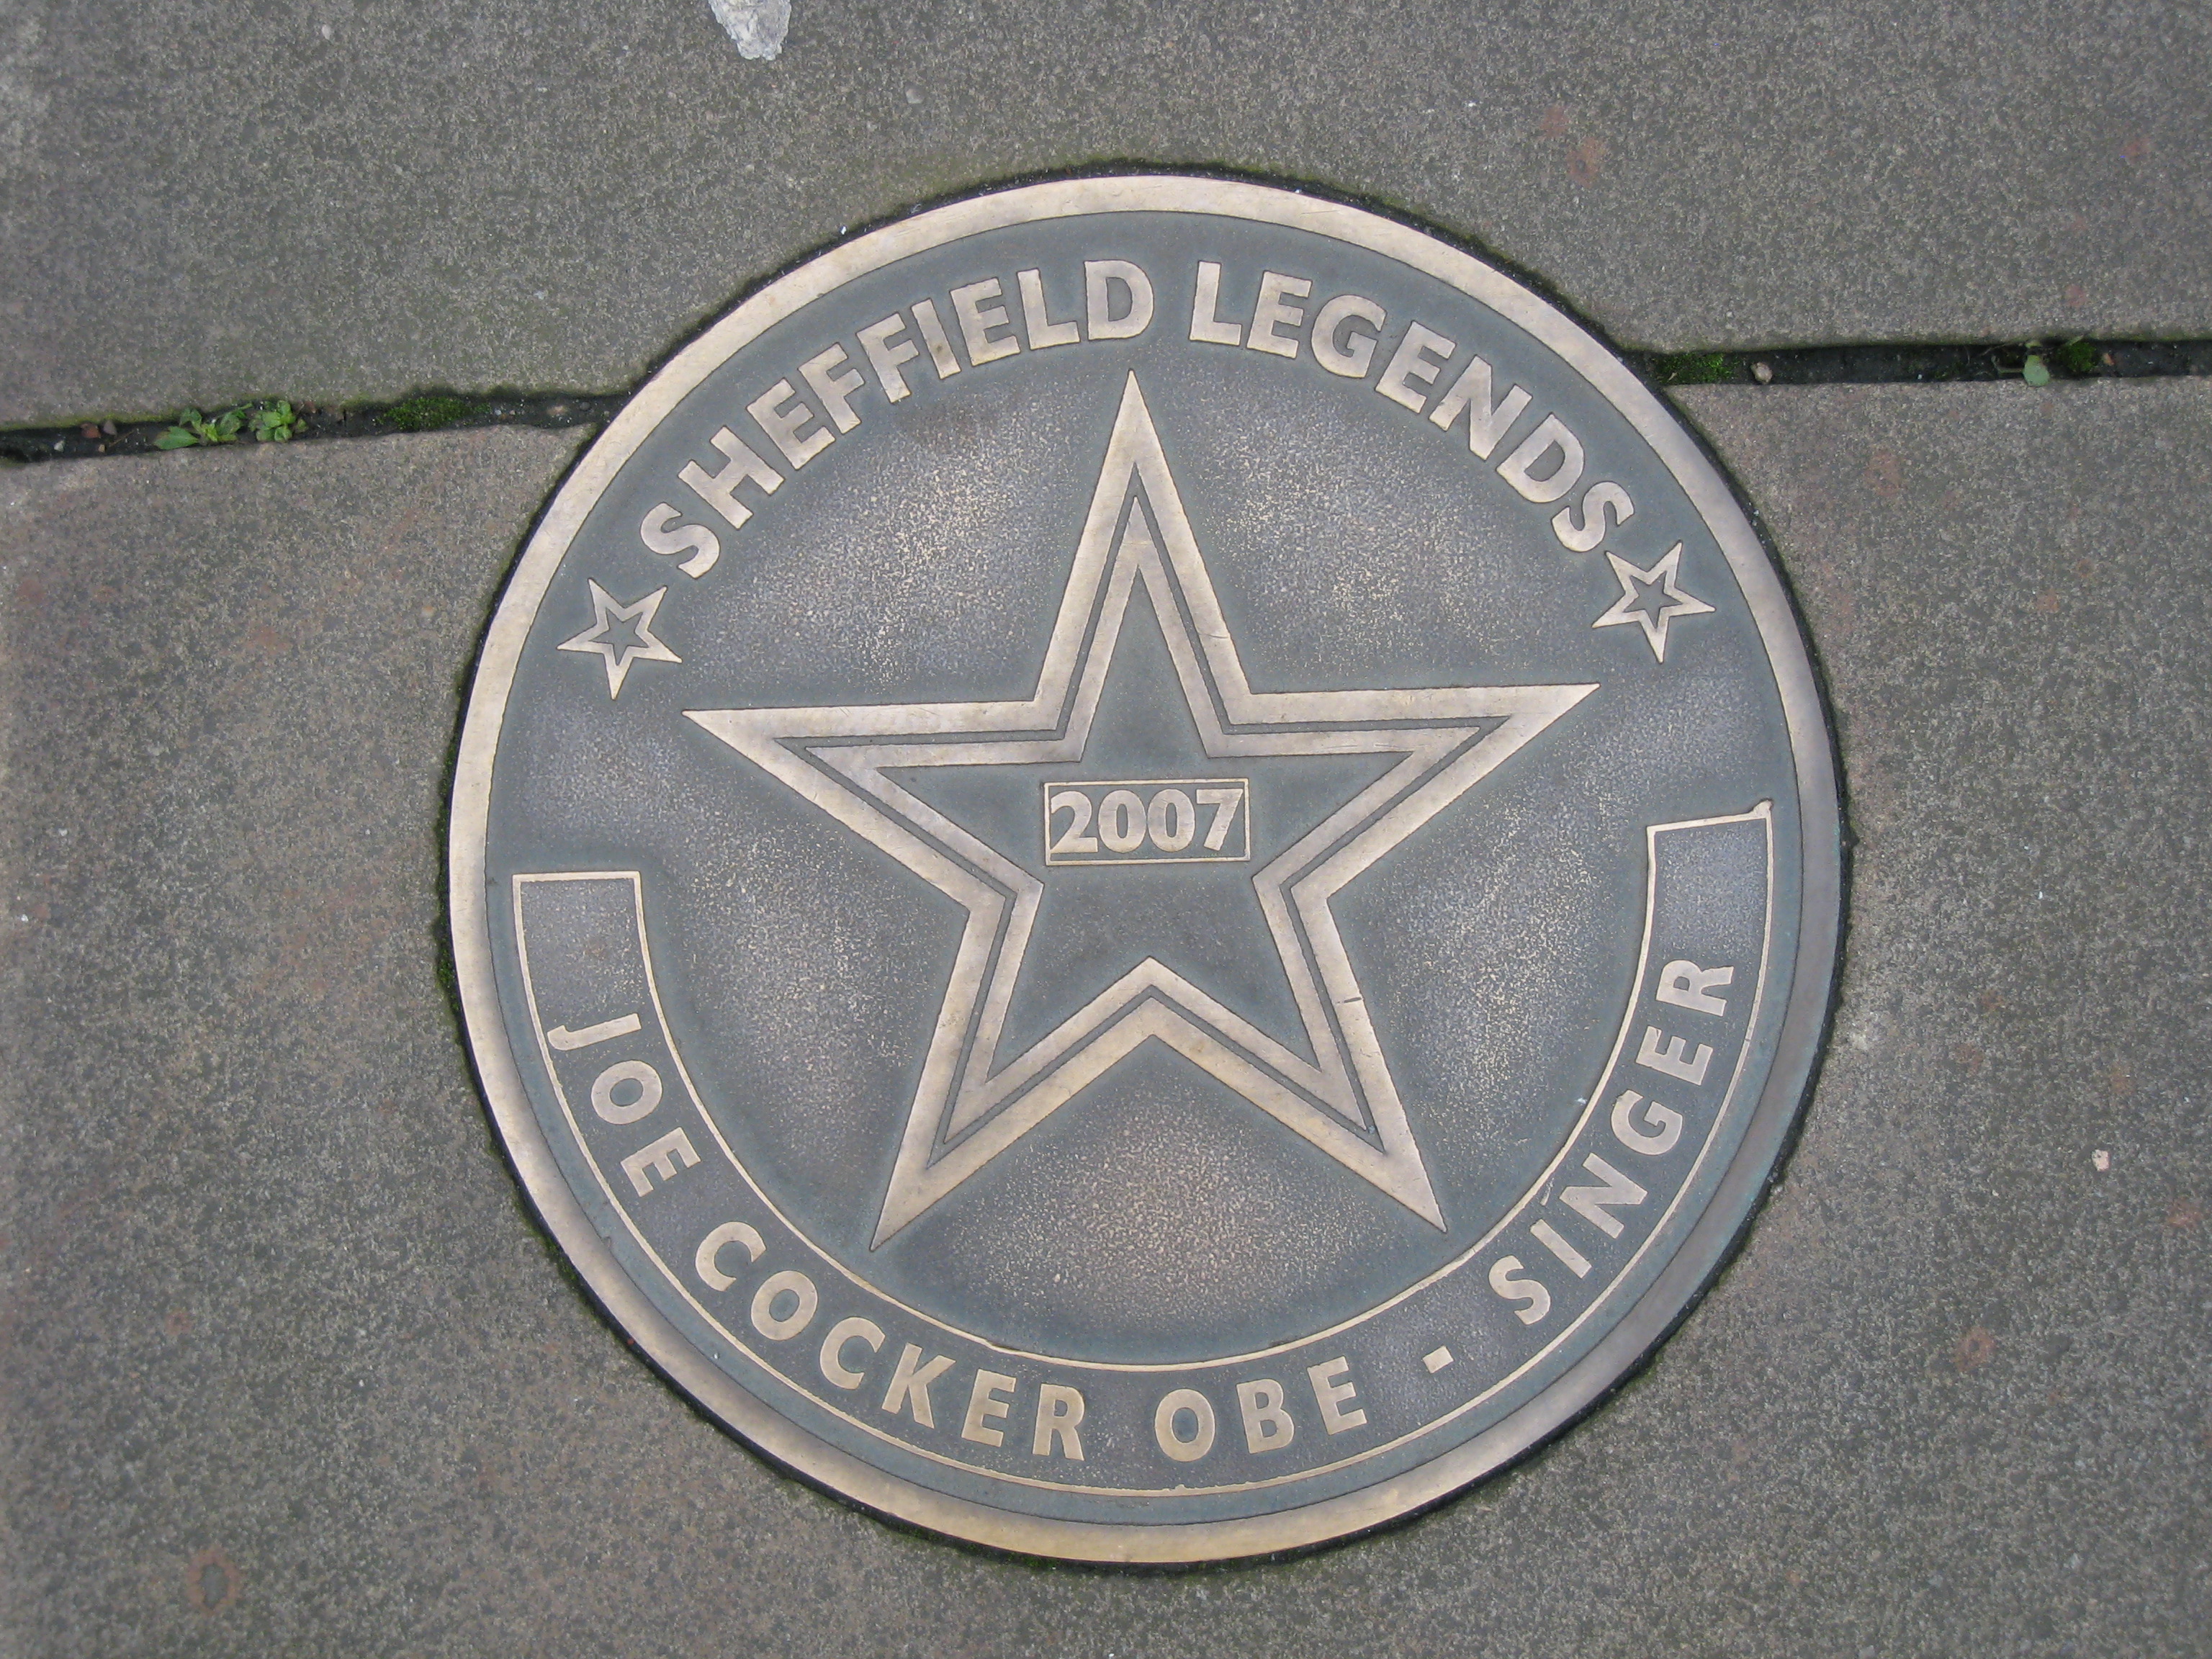 SHEFFIELD LEGENDS
2007
JOE COCKER OBE - SINGER